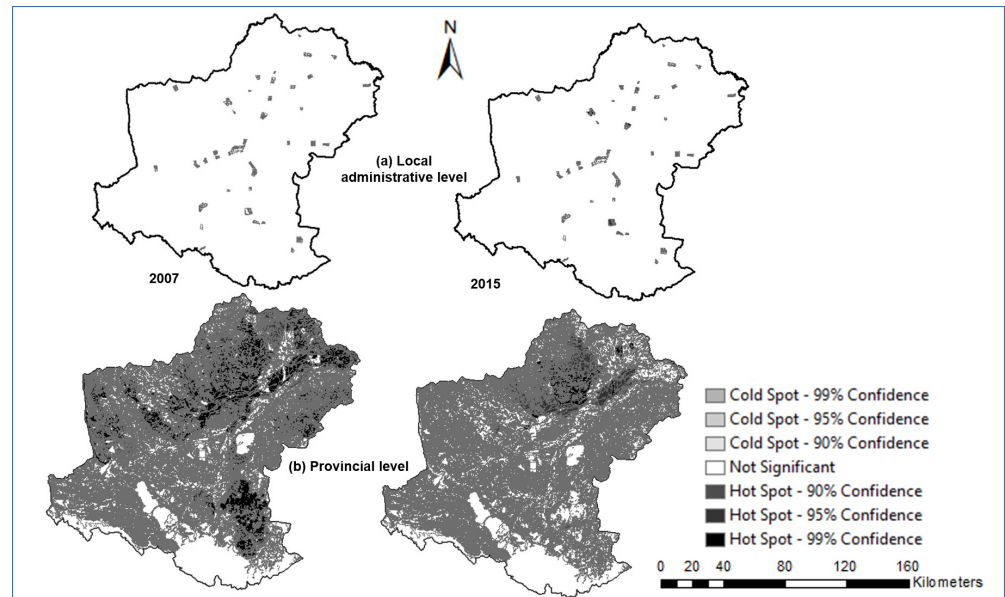 N
(a) Local
administrative level
2007
2015
(b) Provincial level
Cold Spot - 99% Confidence
Cold Spot - 95% Confidence
Cold Spot - 90% Confidence
Not Significant
Hot Spot - 90% Confidence
Hot Spot - 95% Confidence
Hot Spot - 99% Confidence
0 20 40 80 120 160
Kilometers